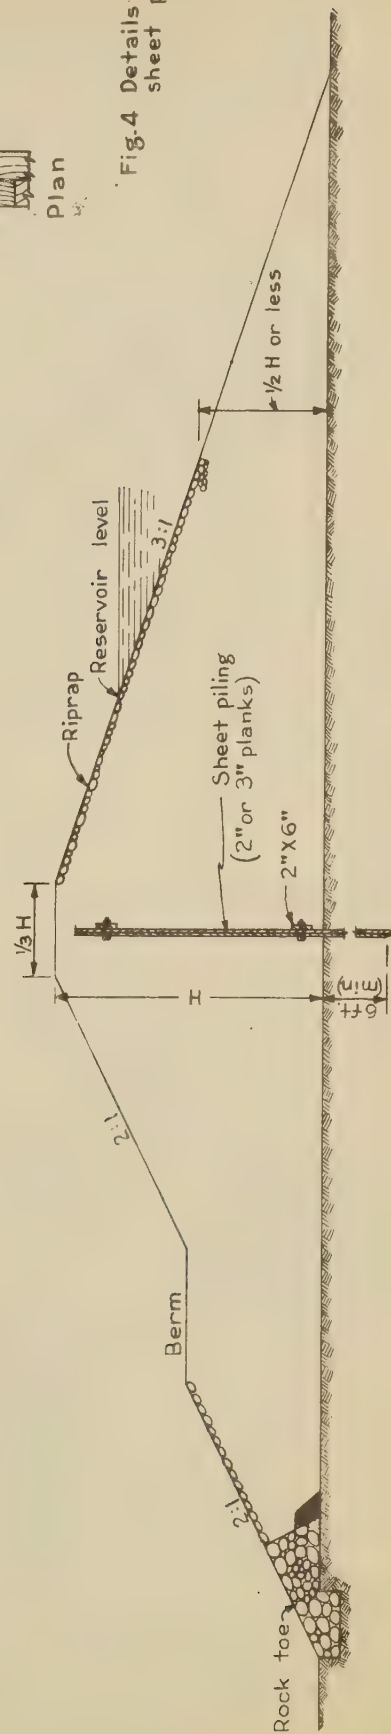 Plan
Fig.4 Details
sheet
Riprap
Reservoir level
3:1
1/3 H
Sheet piling
(2" or 3" planks)
2"X6"
1/2 H or less
H
6 ft.
(min)
2:1
Berm
2:1
Rock toe